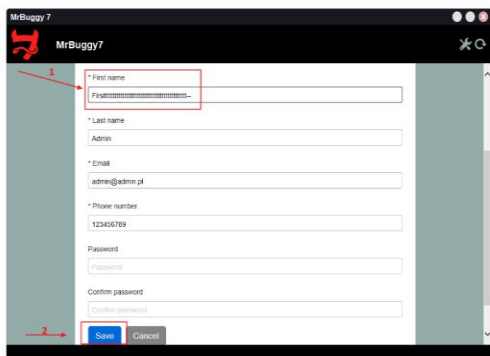 MrBuggy 7
MrBuggy7
1
* First name
* Last name
Admin
* Email
admin@admin.pl
* Phone number
123456789
Password
Password
Confirm password
Confirm password
2
Save Cancel